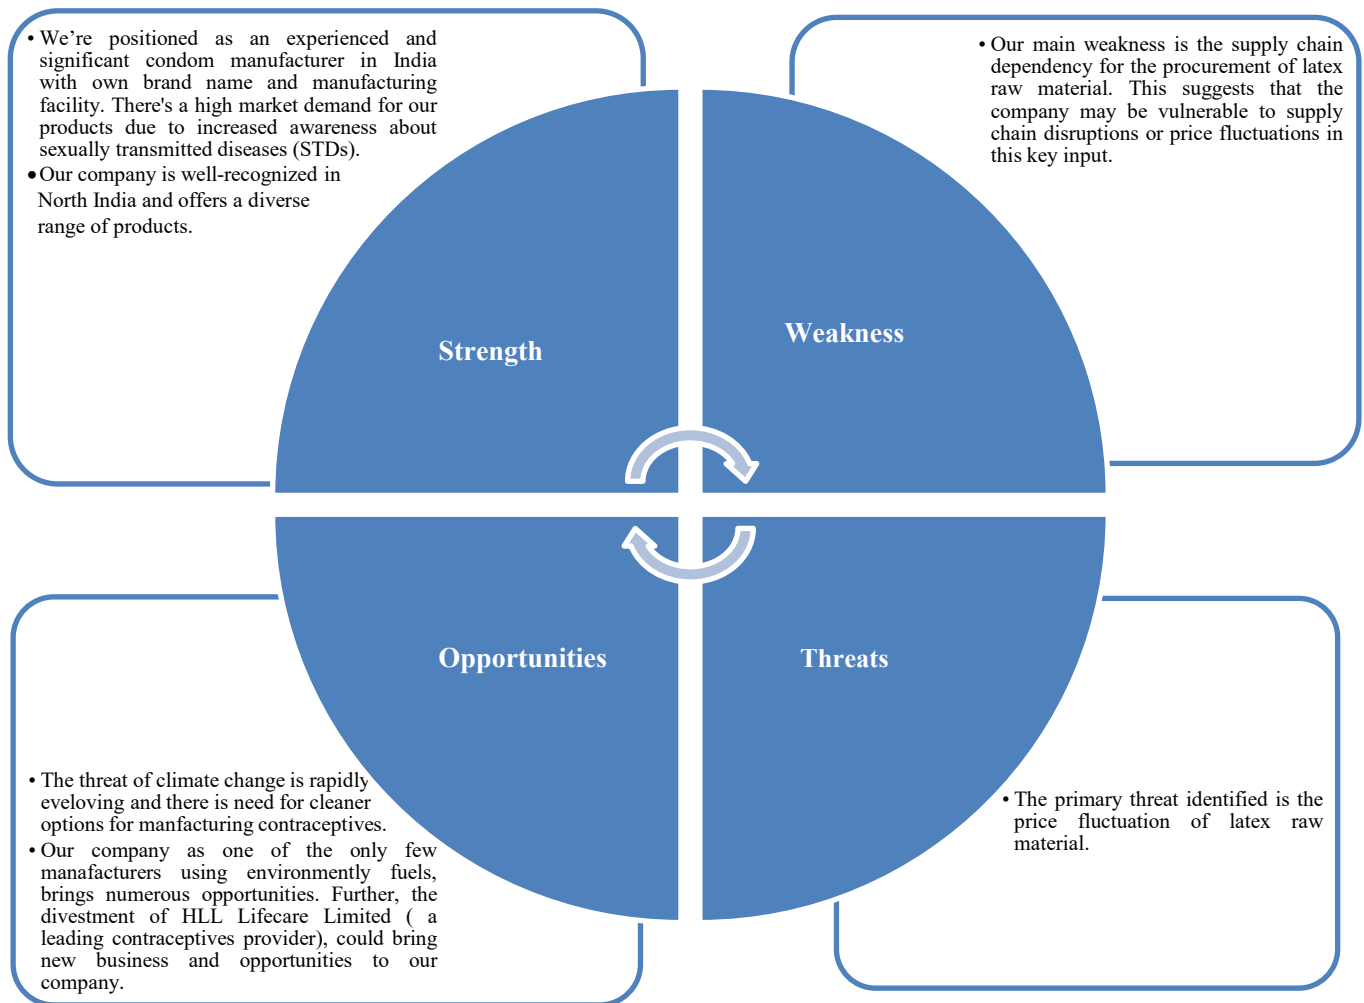 • We’re positioned as an experienced and
significant condom manufacturer in India
with own brand name and manufacturing
facility. There's a high market demand for our
products due to increased awareness about
sexually transmitted diseases (STDs).
• Our company is well-recognized in
North India and offers a diverse
range of products.
• Our main weakness is the supply chain
dependency for the procurement of latex
raw material. This suggests that the
company may be vulnerable to supply
chain disruptions or price fluctuations in
this key input.
Strength
Weakness
Opportunities
Threats
• The threat of climate change is rapidly
eveloving and there is need for cleaner
options for manfacturing contraceptives.
• Our company as one of the only few
manafacturers using environmently fuels,
brings numerous opportunities. Further, the
divestment of HLL Lifecare Limited ( a
leading contraceptives provider), could bring
new business and opportunities to our
company.
• The primary threat identified is the
price fluctuation of latex raw
material.